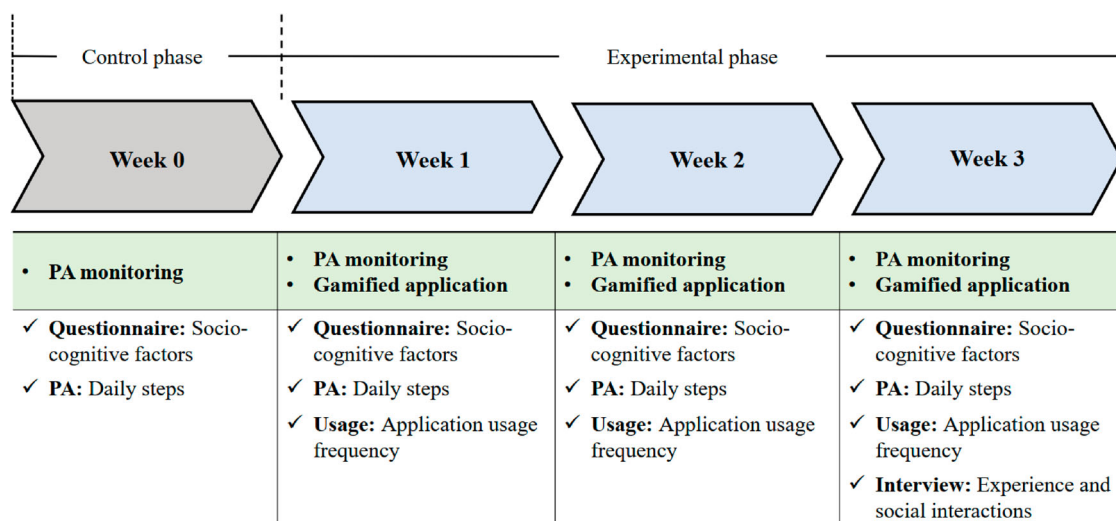 Control phase
Experimental phase
Week 0
Week 1
Week 2
Week 3
• PA monitoring
• PA monitoring
• Gamified application
• PA monitoring
• Gamified application
• PA monitoring
• Gamified application
✓ Questionnaire: Socio-
cognitive factors
✓ PA: Daily steps
✓ Questionnaire: Socio-
cognitive factors
✓ PA: Daily steps
✓ Usage: Application usage
frequency
✓ Questionnaire: Socio-
cognitive factors
✓ PA: Daily steps
✓ Usage: Application usage
frequency
✓ Questionnaire: Socio-
cognitive factors
✓ PA: Daily steps
✓ Usage: Application usage
frequency
✓ Interview: Experience and
social interactions